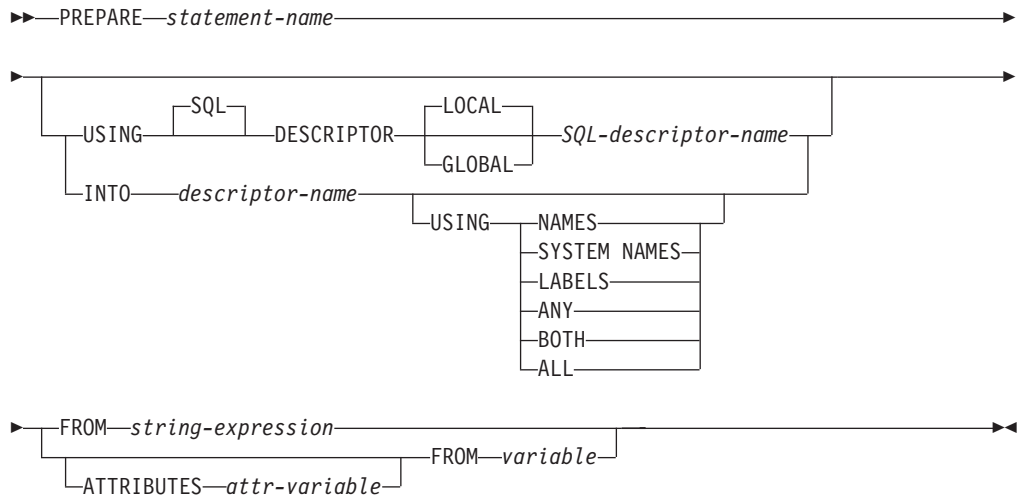 PREPARE statement-name
SQL LOCAL
USING DESCRIPTOR SQL-descriptor-name
GLOBAL
INTO descriptor-name
USING NAMES
SYSTEM NAMES
LABELS
ANY
BOTH
ALL
FROM string-expression
FROM variable
ATTRIBUTES attr-variable